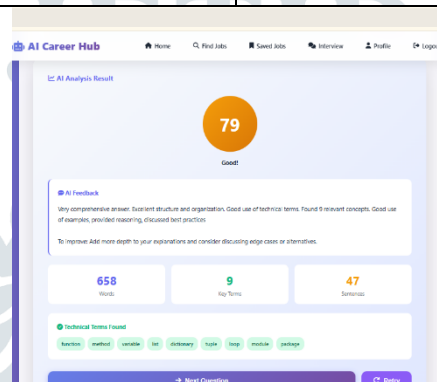 AI Career Hub
Home Find Jobs Saved Jobs Interview Profile Logout
AI Analysis Result
79
Good!
AI Feedback
Very comprehensive answer. Excellent structure and organization. Good use of technical terms. Found 9 relevant concepts. Good use
of examples, provided reasoning, discussed best practices
To improve: Add more depth to your explanations and consider discussing edge cases or
alternatives.
658 9 47
Words Key Terms Sentences
Technical Terms Found
function method variable list dictionary tuple loop module package
Next Question Retry